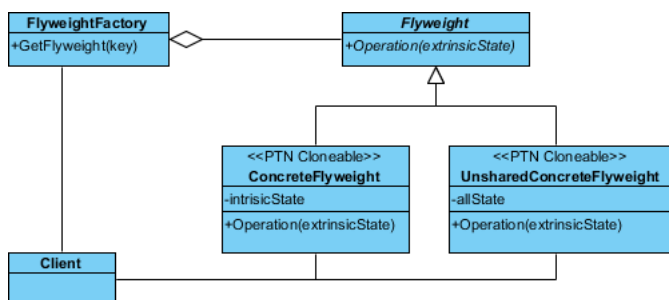 FlyweightFactory
+GetFlyweight(key)
Flyweight
+Operation(extrinsicState)
<<PTN Cloneable>>
ConcreteFlyweight
-intrisicState
+Operation(extrinsicState)
<<PTN Cloneable>>
UnsharedConcreteFlyweight
-allState
+Operation(extrinsicState)
Client